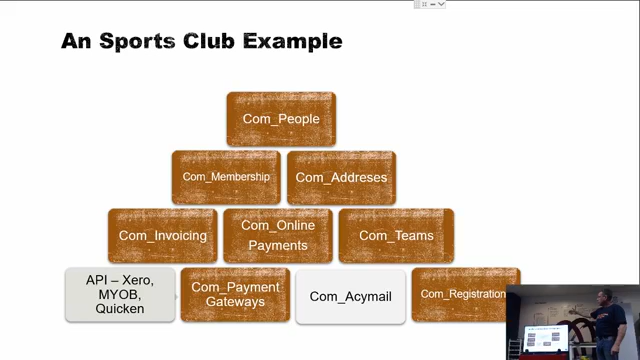 An Sports Club Example
Com_People
Com_Membership
Com_Addreses
Com_Invoicing
Com_Online
Payments
Com_Teams
API – Xero,
MYOB,
Quicken
Com_Payment
Gateways
Com_Acymail
Com_Registration